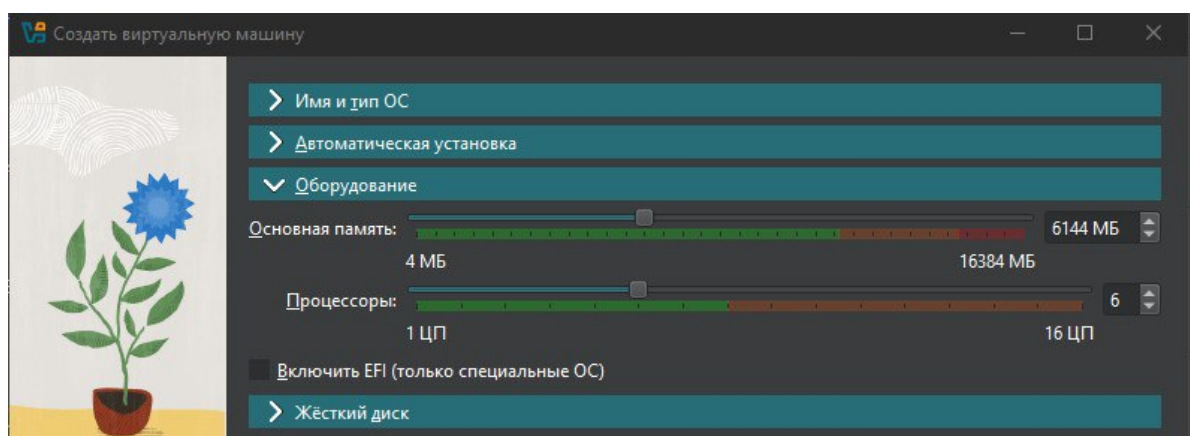 Создать виртуальную машину
Имя и тип ОС
Автоматическая установка
Оборудование
Основная память: 6144 МБ
4 МБ 16384 МБ
Процессоры: 6
1 ЦП 16 ЦП
Включить EFI (только специальные ОС)
Жёсткий диск